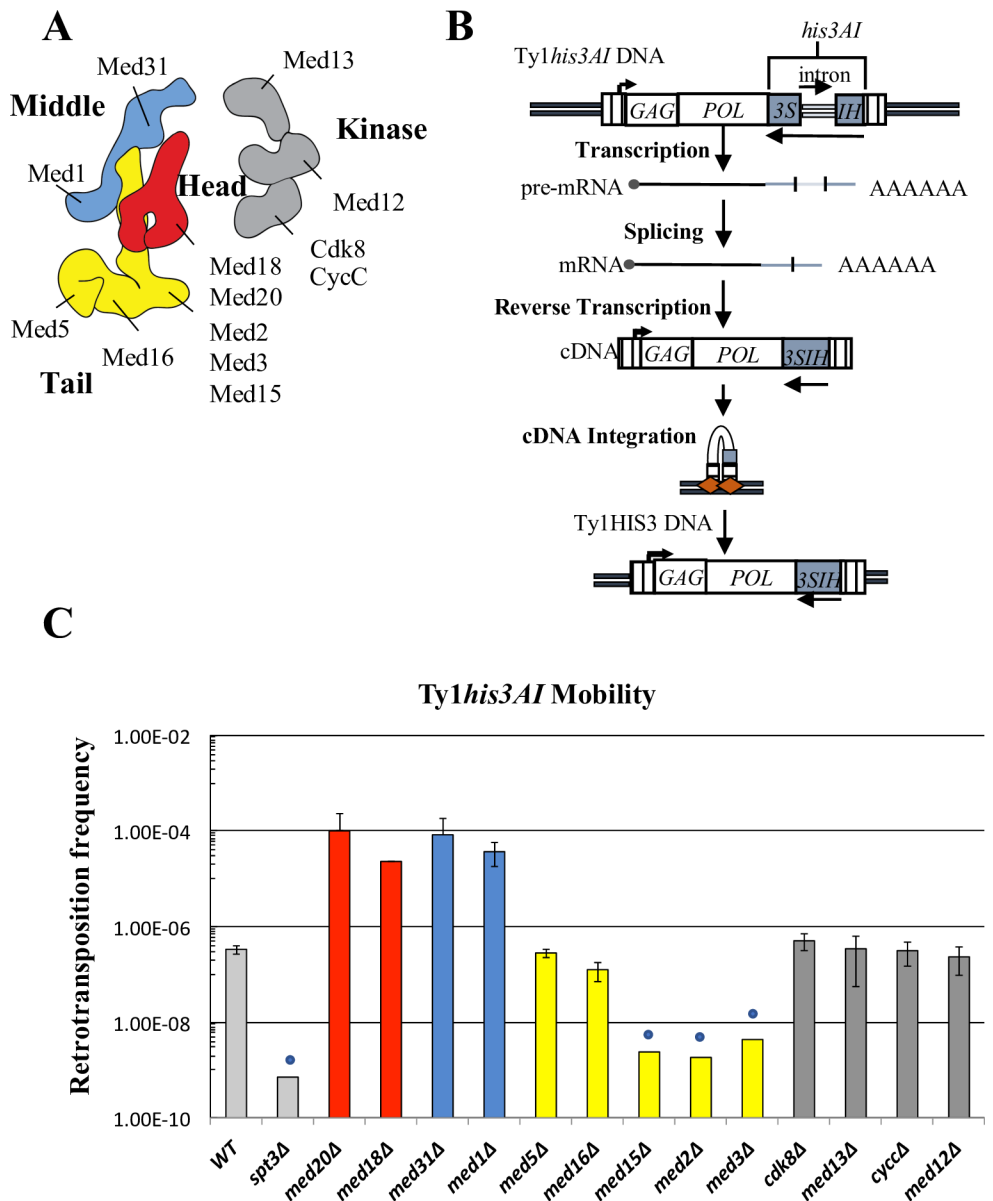 A
Med31
Med13
Middle
Kinase
Med1
Head
Med12
Med18
Med20
Cdk8
CycC
Med5
Med16
Med2
Med3
Med15
Tail
B
his3AI
Ty1his3AI DNA
intron
GAG POL 3S IH
Transcription
pre-mRNA AAAAAA
Splicing
mRNA AAAAAA
Reverse Transcription
cDNA GAG POL 3SIH
cDNA Integration
Ty1HIS3 DNA
GAG POL 3SIH
C
Ty1his3AI Mobility
Retrotransposition frequency
1.00E-02
1.00E-04
1.00E-06
1.00E-08
1.00E-10
WT spt3Δ med20Δ med18Δ med31Δ med1Δ med5Δ med16Δ med15Δ med2Δ med3Δ cdk8Δ med13Δ cyccΔ med12Δ